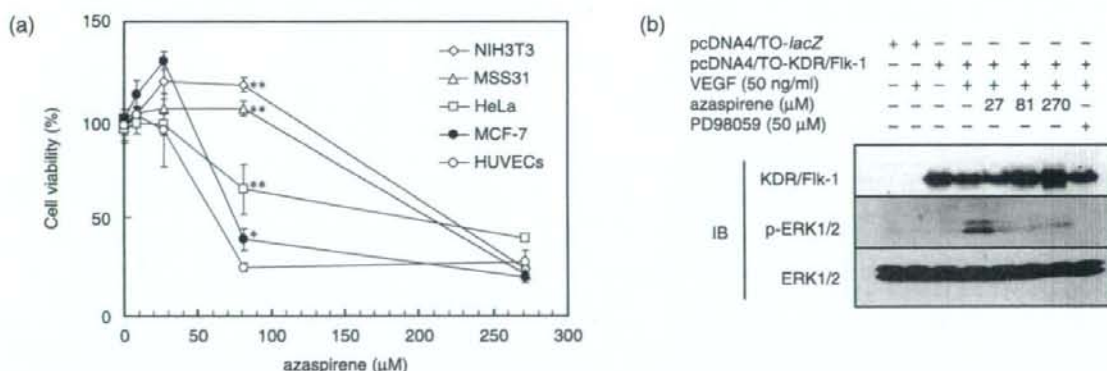 (a)
150
100
50
0
Cell viability (%)
0 50 100 150 200 250 300
azaspirene (μM)
NIH3T3
MSS31
HeLa
MCF-7
HUVECs
**
**
**
*
(b)
pcDNA4/TO-lacZ + + – – – – – –
pcDNA4/TO-KDR/Flk-1 – – + + + + + +
VEGF (50 ng/ml) – + – + + + + +
azaspirene (μM) – – – – 27 81 270 –
PD98059 (50 μM) – – – – – – – +
IB
KDR/Flk-1
p-ERK1/2
ERK1/2